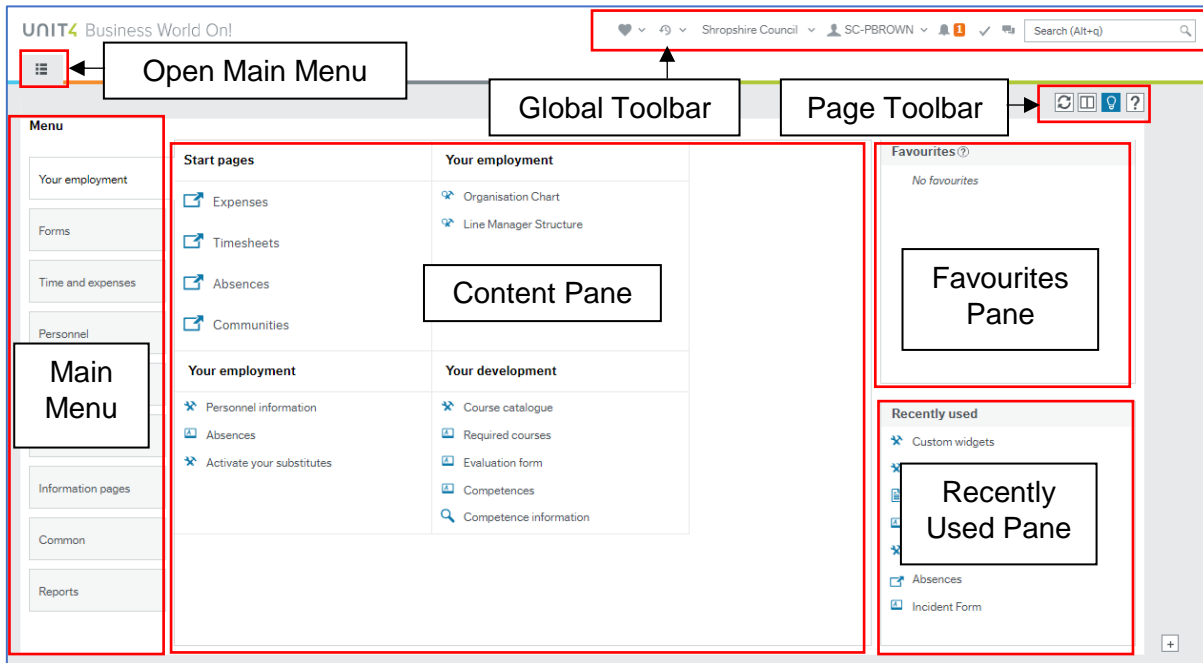 UNIT4 Business World On!
Shropshire Council
SC-PBROWN
1
Search (Alt+q)
Open Main Menu
Global Toolbar
Page Toolbar
?
Menu
Your employment
Forms
Time and expenses
Personnel
Main
Menu
Information pages
Common
Reports
Start pages
Expenses
Timesheets
Absences
Communities
Your employment
Organisation Chart
Line Manager Structure
Content Pane
Your employment
Personnel information
Absences
Activate your substitutes
Your development
Course catalogue
Required courses
Evaluation form
Competences
Competence information
Favourites ?
No favourites
Favourites
Pane
Recently used
Custom widgets
Recently
Used Pane
Absences
Incident Form
+